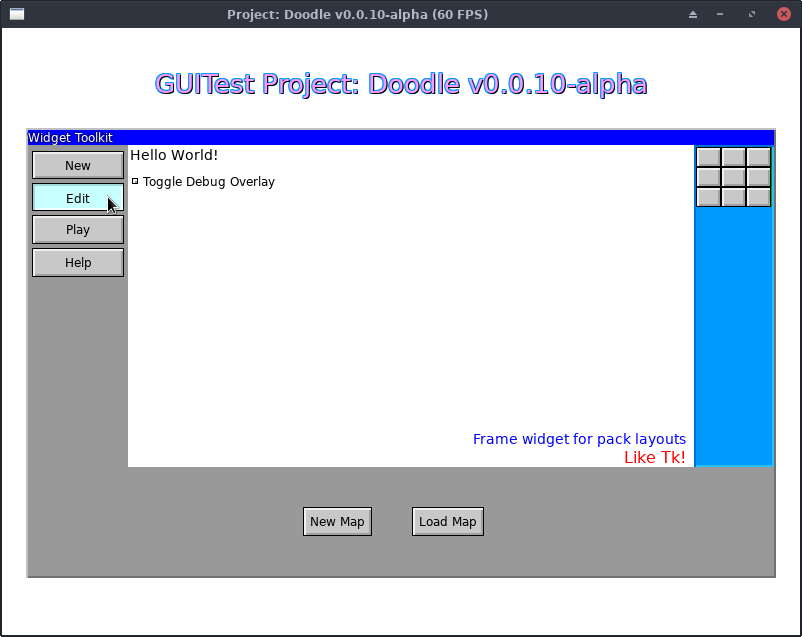 Project: Doodle v0.0.10-alpha (60 FPS)
GUITest Project: Doodle v0.0.10-alpha
Widget Toolkit
New
Edit
Play
Help
Hello World!
Toggle Debug Overlay
Frame widget for pack layouts
Like Tk!
New Map
Load Map